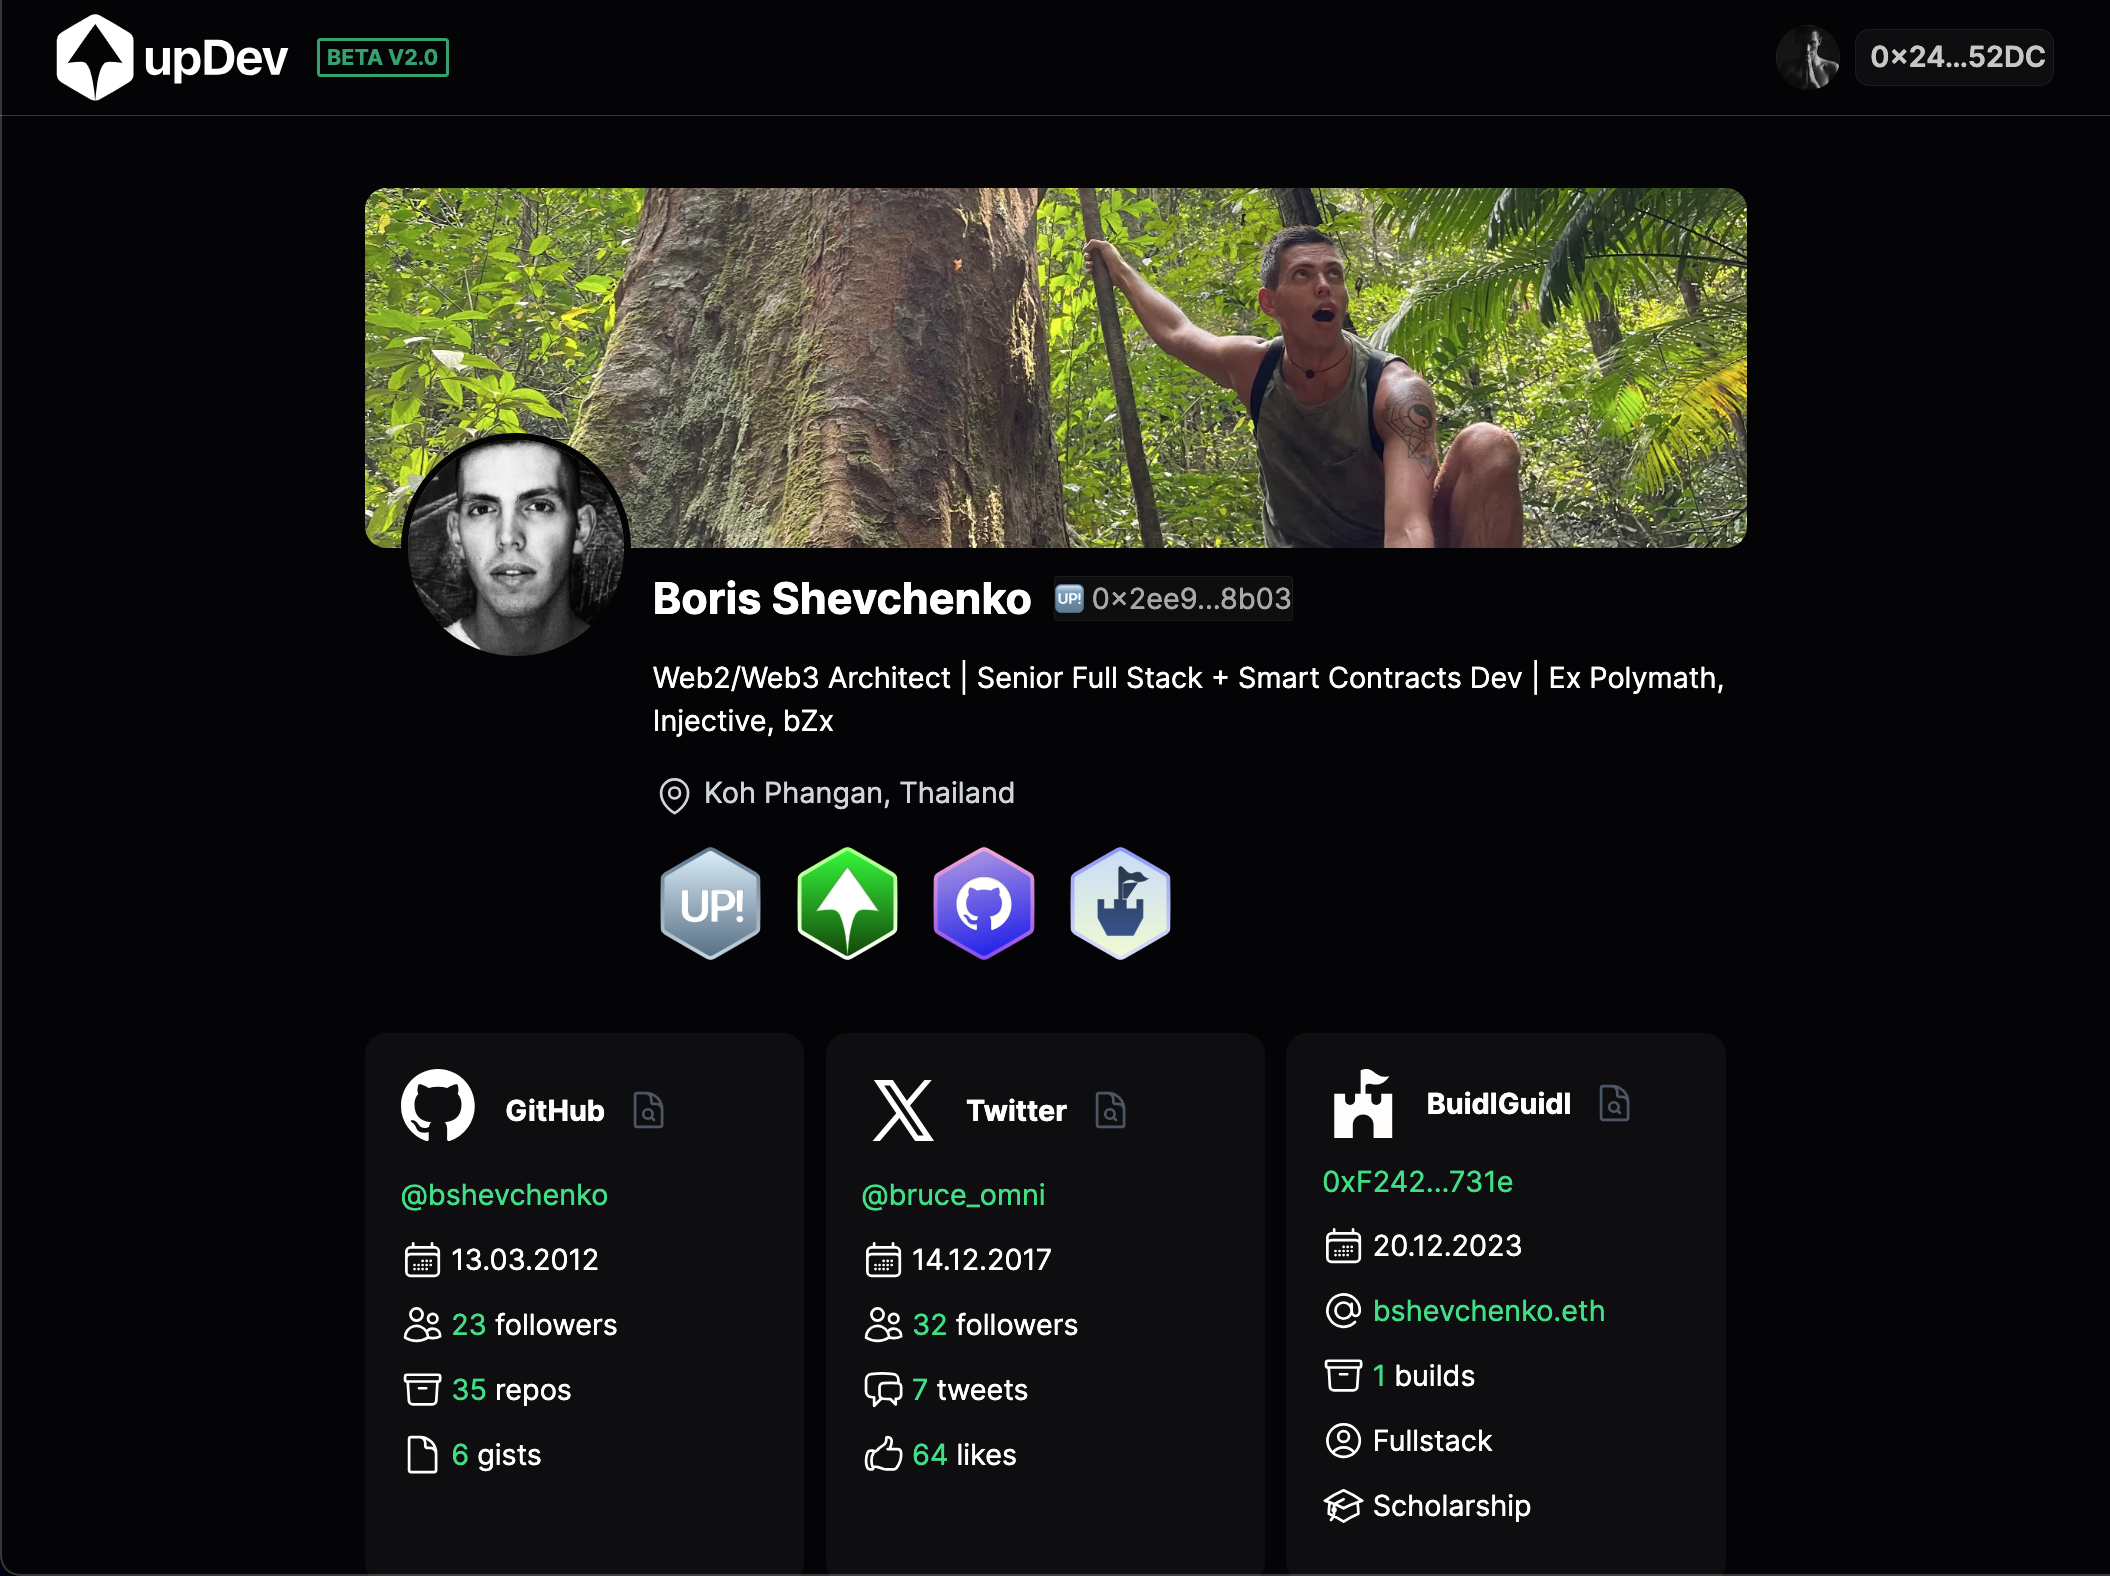 upDev
BETA V2.0
0×24...52DC
Boris Shevchenko
UP! 0×2ee9...8b03
Web2/Web3 Architect | Senior Full Stack + Smart Contracts Dev | Ex Polymath,
Injective, bZx
Koh Phangan, Thailand
UP!
GitHub
@bshevchenko
13.03.2012
23 followers
35 repos
6 gists
Twitter
@bruce_omni
14.12.2017
32 followers
7 tweets
64 likes
BuidlGuidl
0xF242...731e
20.12.2023
bshevchenko.eth
1 builds
Fullstack
Scholarship